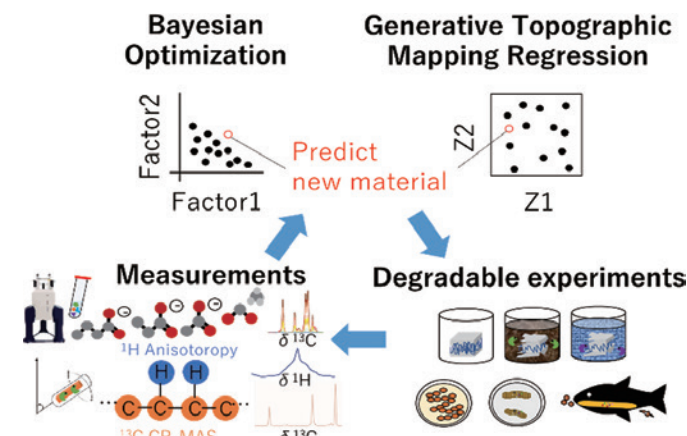 Bayesian
Optimization
Generative Topographic
Mapping Regression
Factor2
Factor1
Predict
new material
Z2
Z1
Measurements
Degradable experiments
¹H Anisotoropy
δ ¹³C
δ ¹H
H H
C C C C
¹³C CP-MAS
δ ¹³C